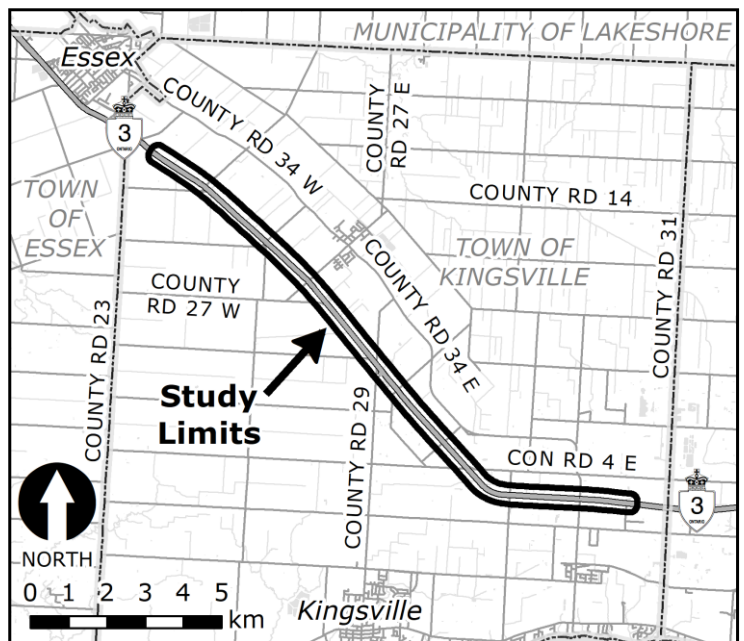 MUNICIPALITY OF LAKESHORE
Essex
3
ONTARIO
COUNTY RD 34 W
COUNTY
RD 27 E
TOWN
OF
ESSEX
COUNTY RD 14
TOWN OF
KINGSVILLE
COUNTY RD 31
COUNTY
RD 27 W
COUNTY RD 23
COUNTY RD 34 E
Study
Limits
COUNTY RD 29
CON RD 4 E
3
ONTARIO
NORTH
0 1 2 3 4 5
km
Kingsville